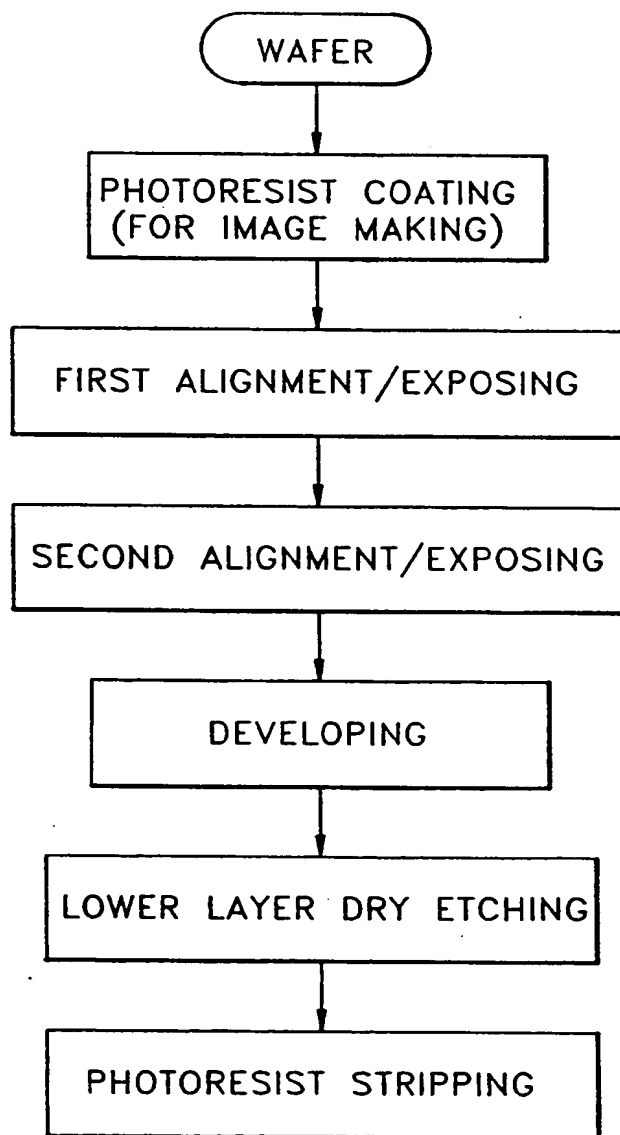 WAFER
PHOTORESIST COATING
(FOR IMAGE MAKING)
FIRST ALIGNMENT/EXPOSING
SECOND ALIGNMENT/EXPOSING
DEVELOPING
LOWER LAYER DRY ETCHING
PHOTORESIST STRIPPING